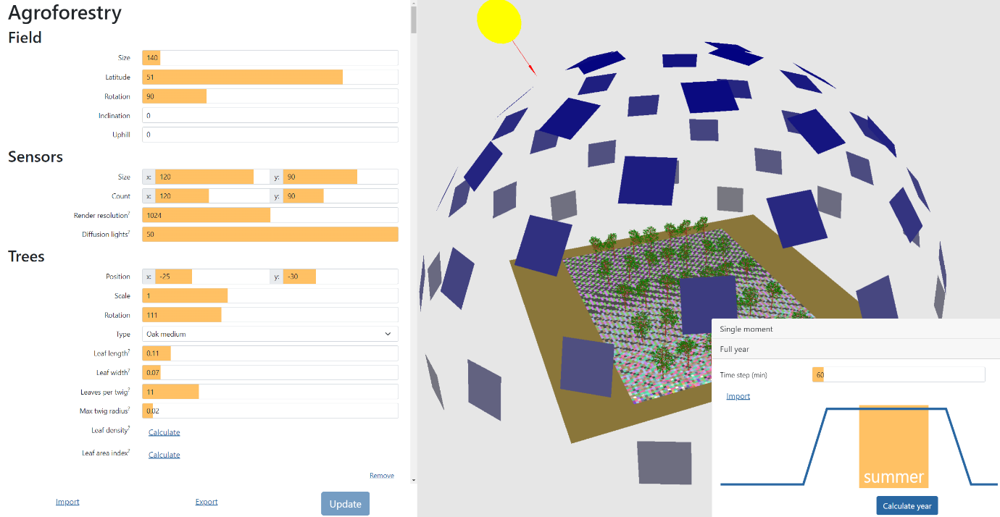 Agroforestry
Field
Size 140
Latitude 51
Rotation 90
Inclination 0
Uphill 0
Sensors
Size x: 120 y: 90
Count x: 120 y: 90
Render resolution? 1024
Diffusion lights? 50
Trees
Position x: -25 y: -30
Scale 1
Rotation 111
Type Oak medium
Leaf length? 0.11
Leaf width? 0.07
Leaves per twig? 11
Max twig radius? 0.02
Leaf density? Calculate
Leaf area index? Calculate
Remove
Import Export Update
Single moment
Full year
Time step (min) 60
Import
summer
Calculate year